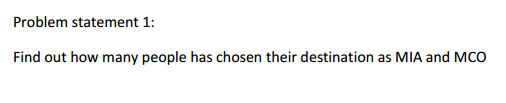 Problem statement 1:
Find out how many people has chosen their destination as MIA and MCO